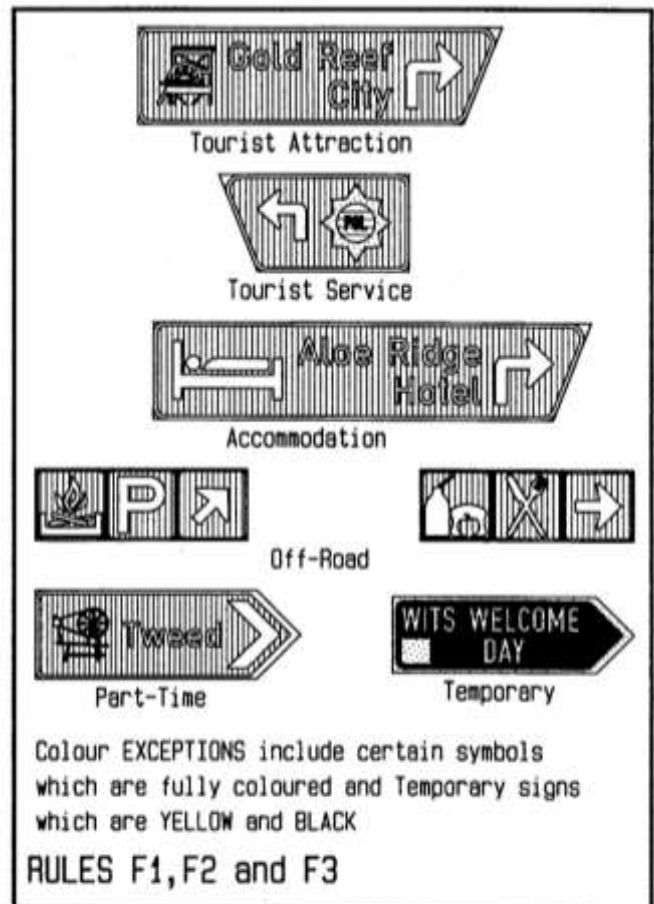 Gold Reef
City
Tourist Attraction
POL
Tourist Service
Aloe Ridge
Hotel
Accommodation
P
Off-Road
Tweed
Part-Time
WITS WELCOME
DAY
Temporary
Colour EXCEPTIONS include certain symbols
which are fully coloured and Temporary signs
which are YELLOW and BLACK
RULES F1,F2 and F3